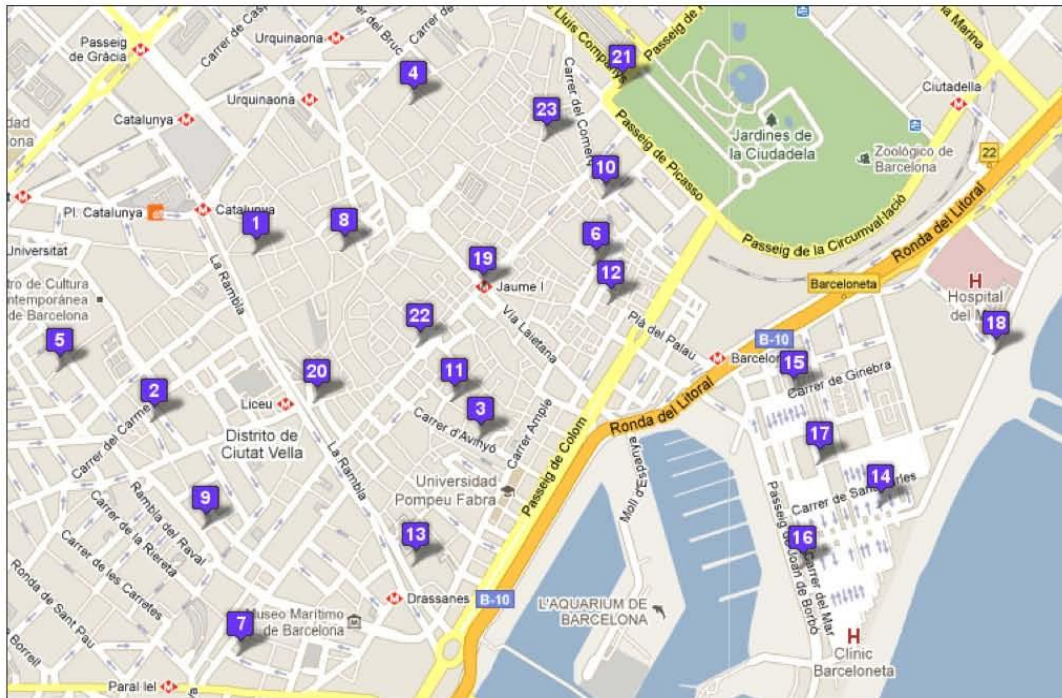 Passeig
de Gràcia
Urquinaona
Carrer del Bruc
Lluís Companys
Passeig de Picasso
Carrer del Comerç
Marina
21
4
23
Urquinaona
Catalunya
Ciutadella
Jardines de
la Ciudadela
Zoológico de
Barcelona
22
10
Pl. Catalunya
Catalunya
1
8
6
Passeig de la Circumval·lació
Ronda del Litoral
Universitat
La Rambla
19
Jaume I
12
Barceloneta
H
Hospital
del Mar
de Barcelona
22
Via Laietana
Plà del Palau
B-10
18
5
11
15
Carrer de Ginebra
2
20
Liceu
3
Carrer d'Avinyó
Carrer Ample
Ronda del Litoral
Carrer del Carme
Distrito de
Ciutat Vella
La Rambla
Passeig de Colom
17
Universidad
Pompeu Fabra
Moll d'Espanya
14
9
Rambla del Raval
Carrer de la Riereta
Carrer de les Carretes
13
16
Passeig de Joan de Borbó
Carrer del Mar
Ronda de Sant Pau
Drassanes
B-10
L'AQUARIUM DE
BARCELONA
7
Museo Marítimo
de Barcelona
H
Clínic
Barceloneta
Borrell
Paral·lel